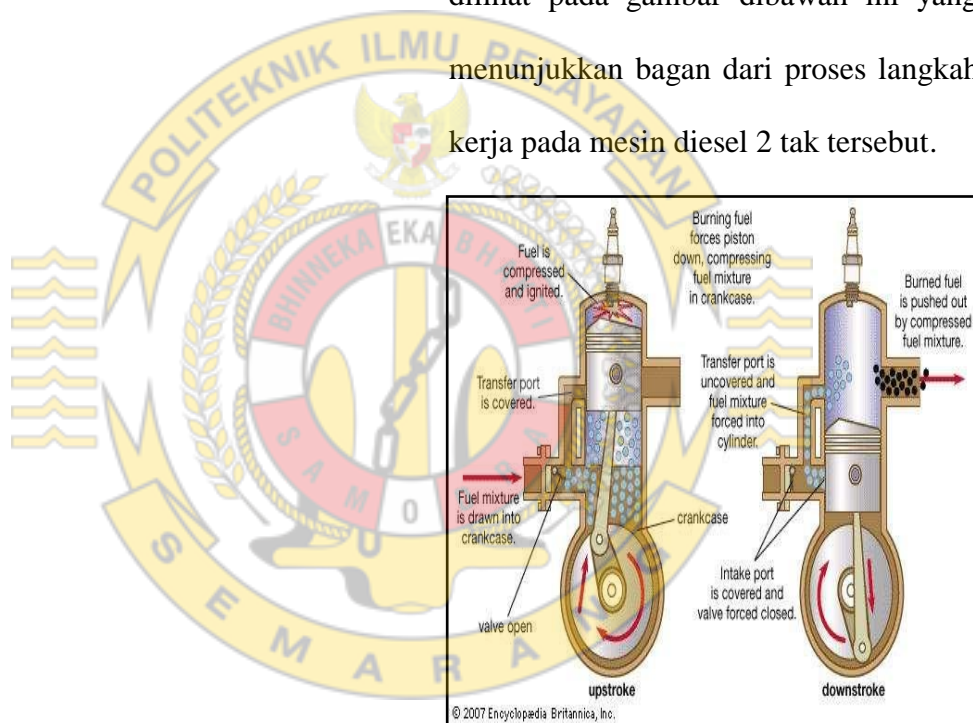 dilihat pada gambar dibawah ini yang
menunjukkan bagan dari proses langkah
kerja pada mesin diesel 2 tak tersebut.
POLITEKNIK ILMU PELAYARAN
BHINNEKA EKA BHAKTI
SAMO
SEMARANG
Fuel is
compressed
and ignited.
Burning fuel
forces piston
down, compressing
fuel mixture
in crankcase.
Burned fuel
is pushed out
by compressed
fuel mixture.
Transfer port
is covered.
Transfer port is
uncovered and
fuel mixture
forced into
cylinder.
Fuel mixture
is drawn into
crankcase.
crankcase
Intake port
is covered and
valve forced closed.
valve open
upstroke
downstroke
© 2007 Encyclopædia Britannica, Inc.